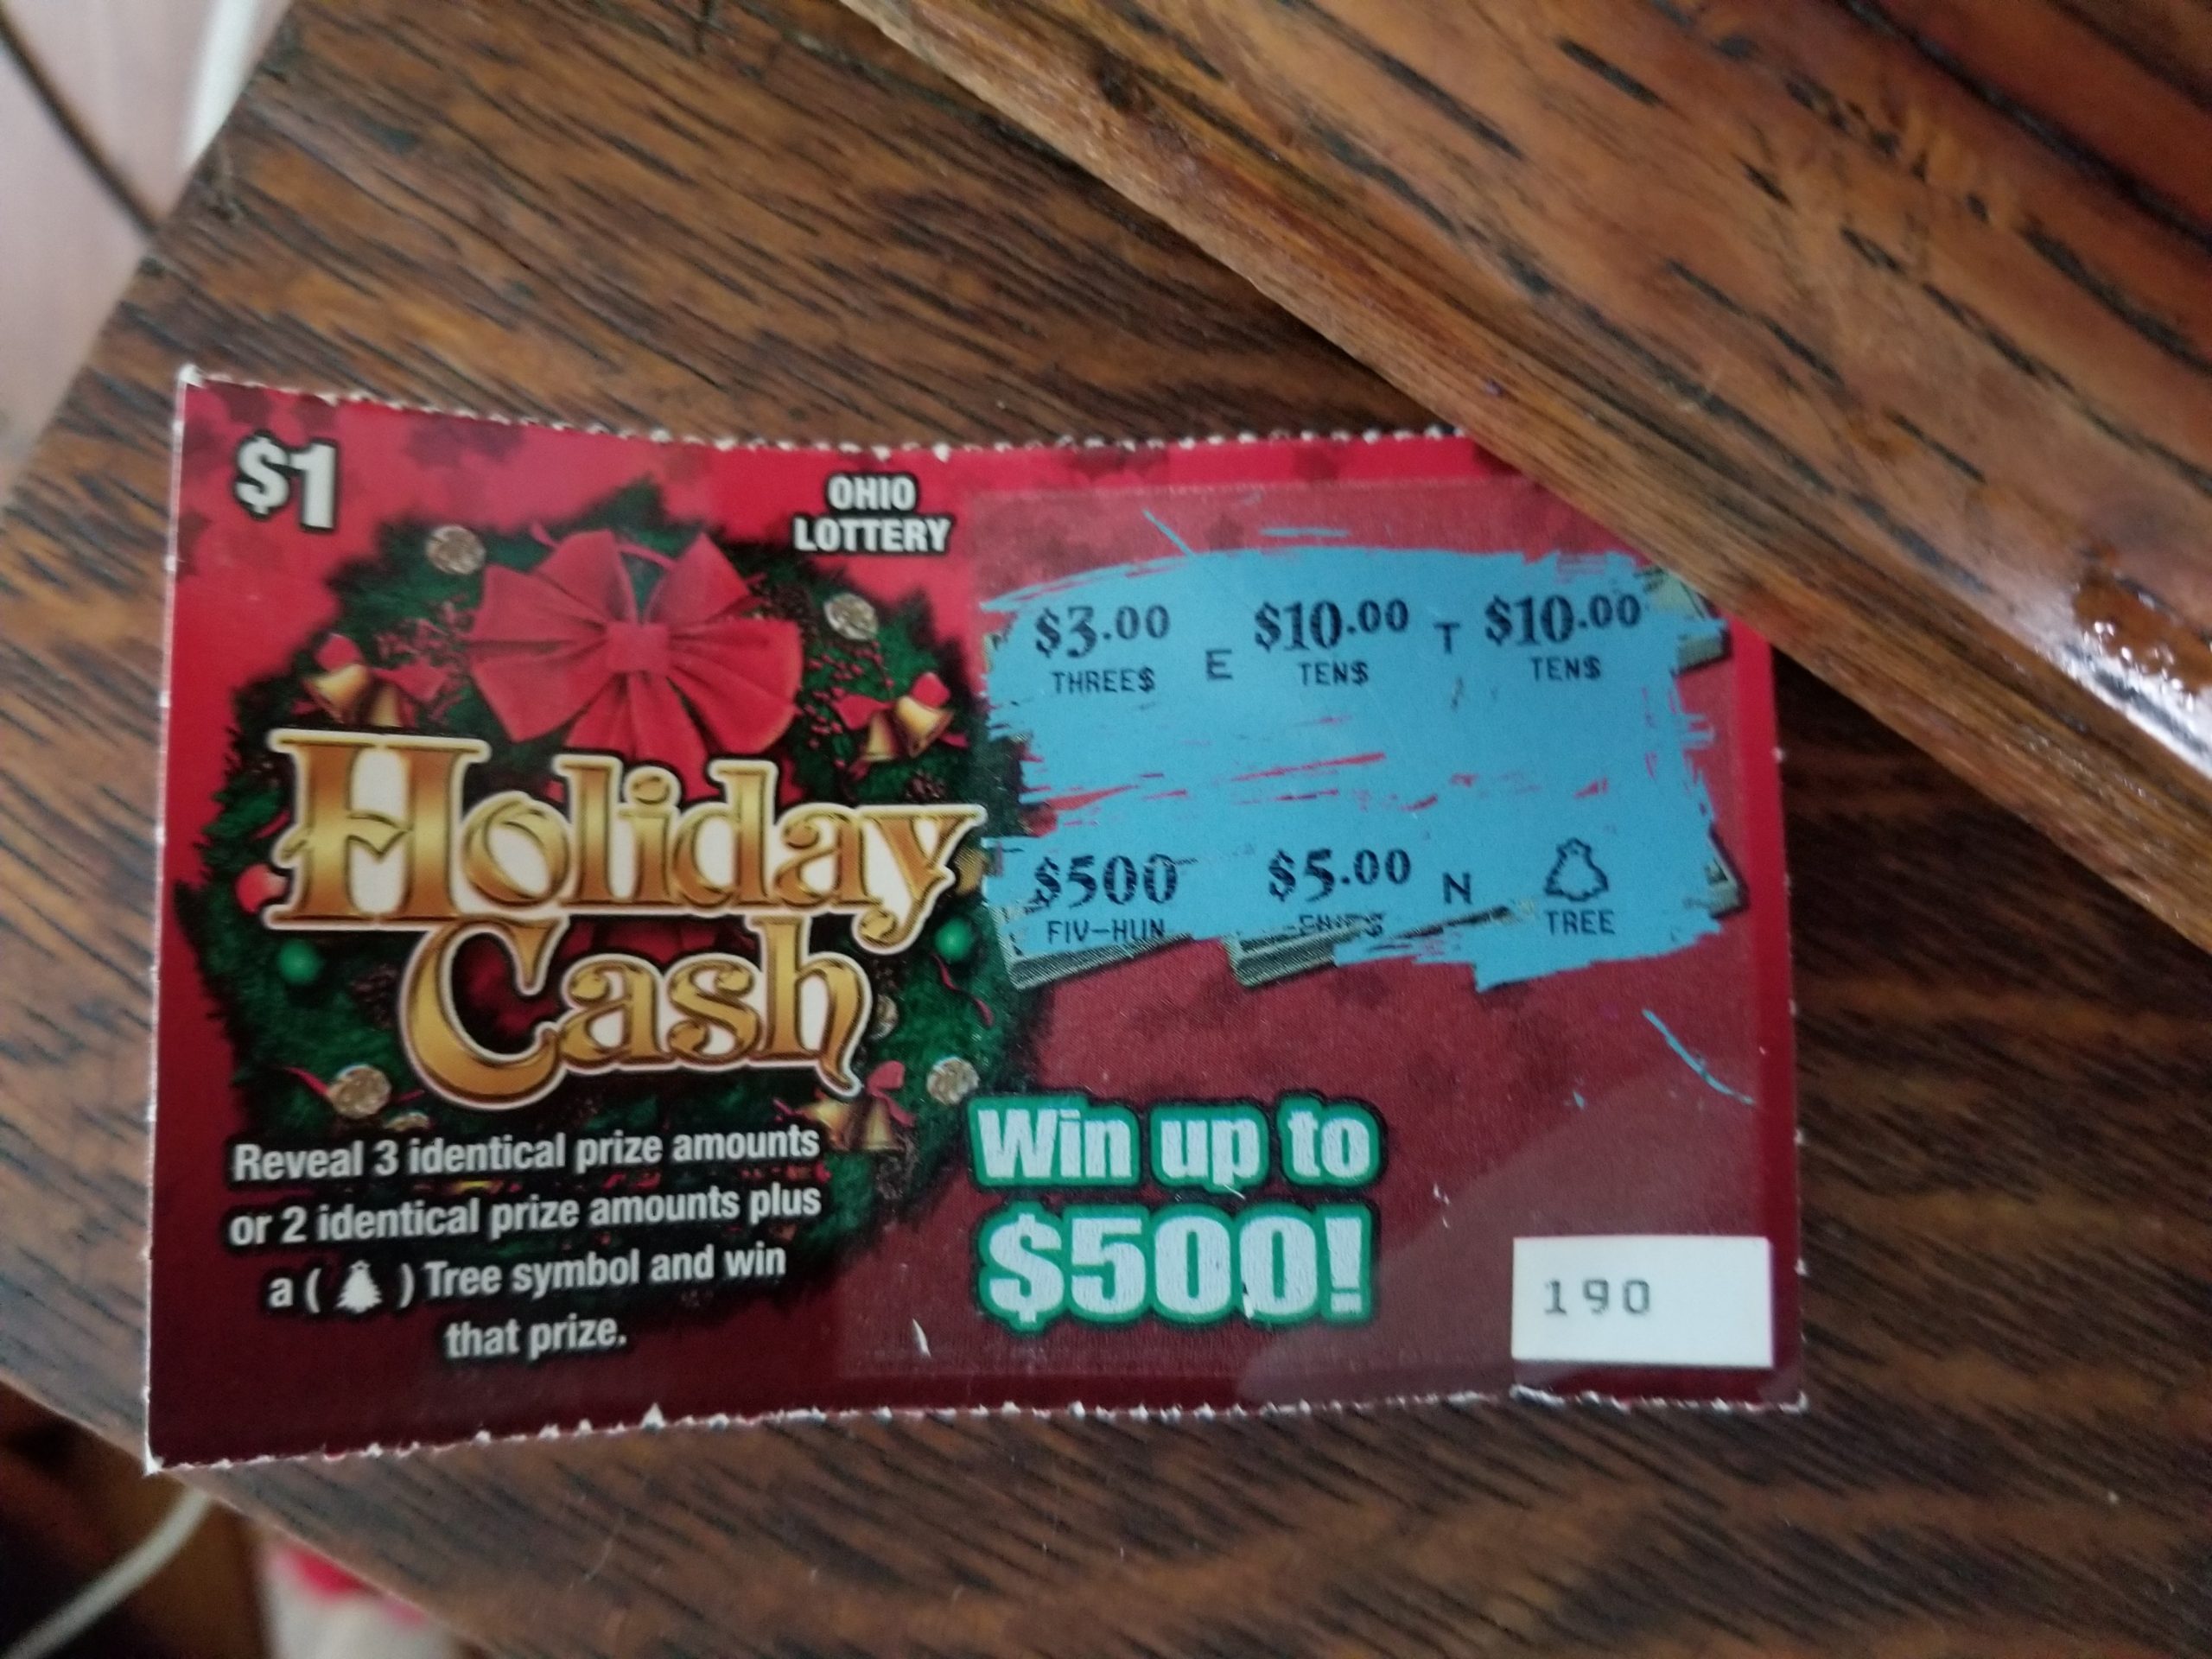 $1
OHIO
LOTTERY
$3.00 E $10.00 T $10.00
THREE$ TEN$ TEN$
$500 $5.00 N
FIV-HUN TREE
Holiday
Cash
Reveal 3 identical prize amounts
or 2 identical prize amounts plus
a ( ) Tree symbol and win
that prize.
Win up to
$500!
190